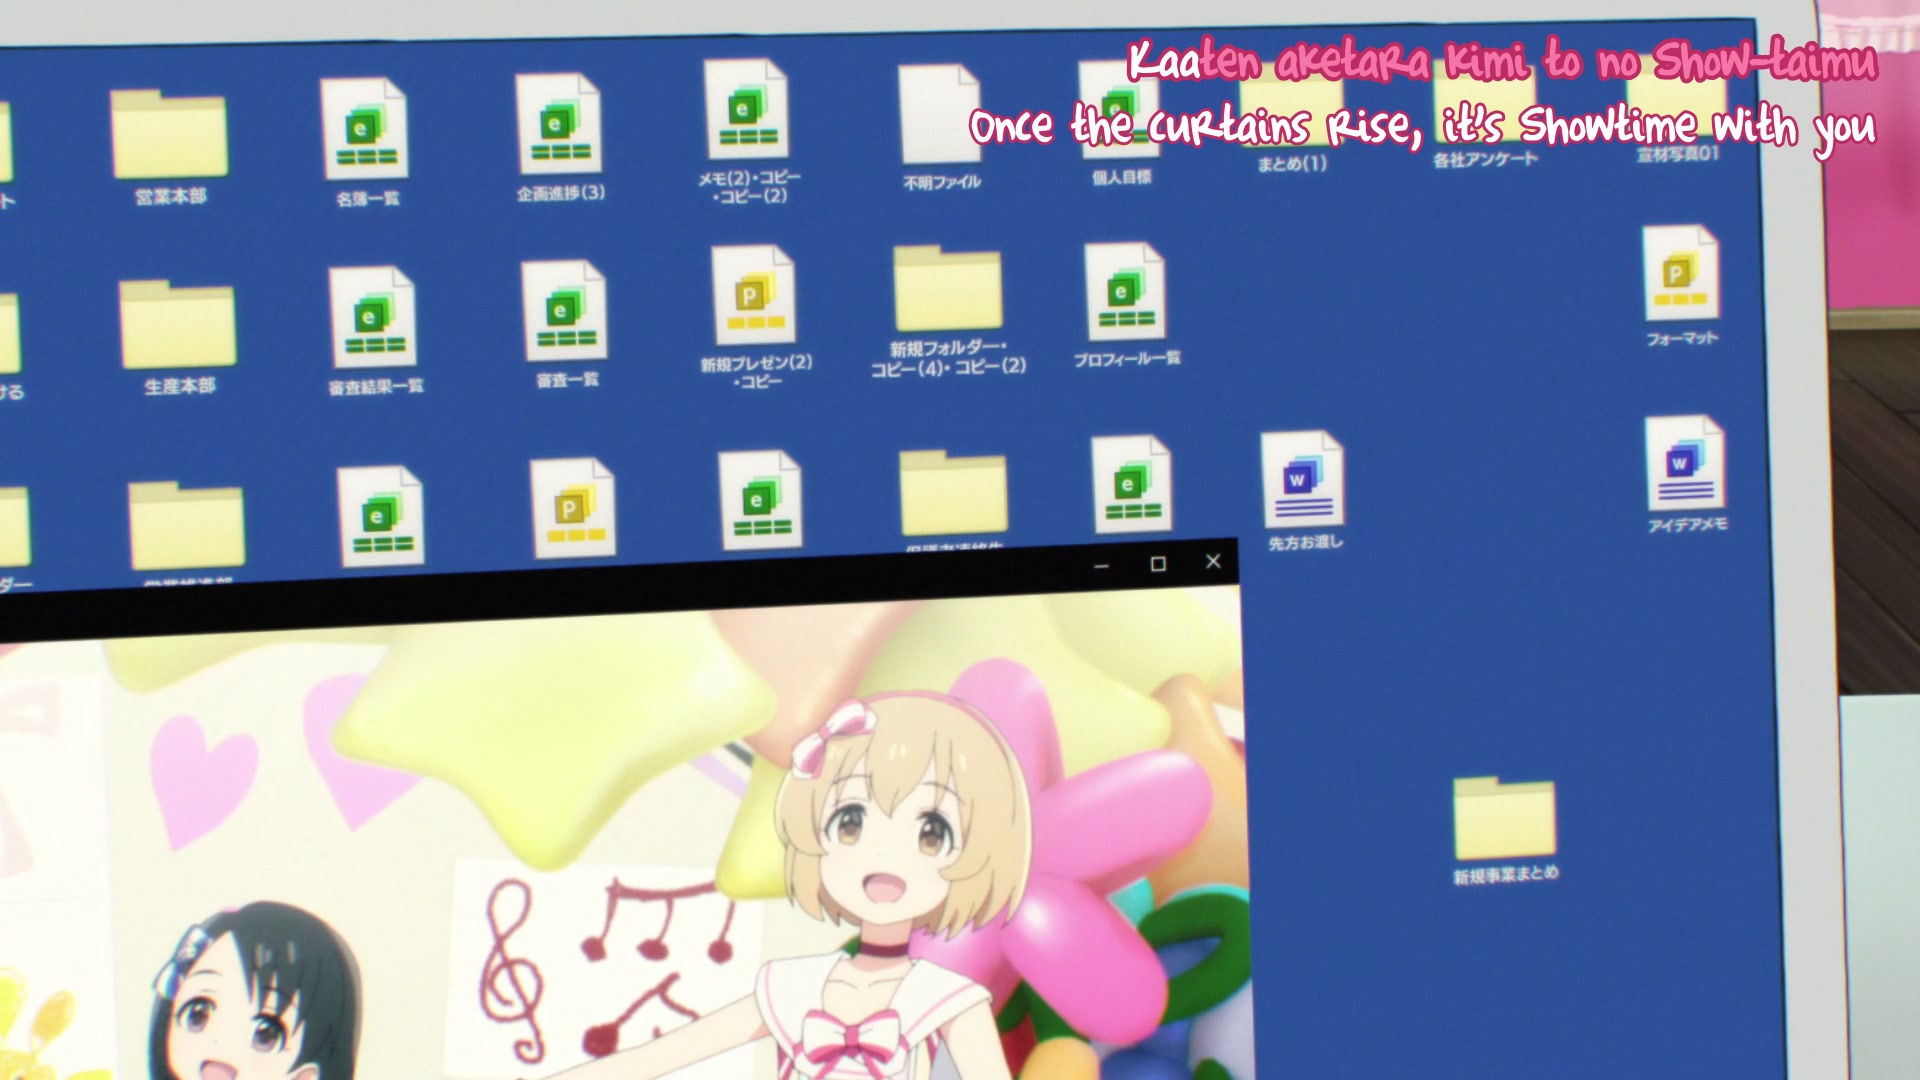 Kaaten aketara kimi to no Show-taimu
Once the curtains rise, it's Showtime with you
ト
営業本部
名簿一覧
企画進捗(3)
メモ(2)・コピー
・コピー(2)
不明ファイル
個人目標
まとめ(1)
各社アンケート
宣材写真01
ける
生産本部
審査結果一覧
審査一覧
新規プレゼン(2)
・コピー
新規フォルダー・
コピー(4)・コピー(2)
プロフィール一覧
フォーマット
ダー
先方お渡し
アイデアメモ
新規事業まとめ